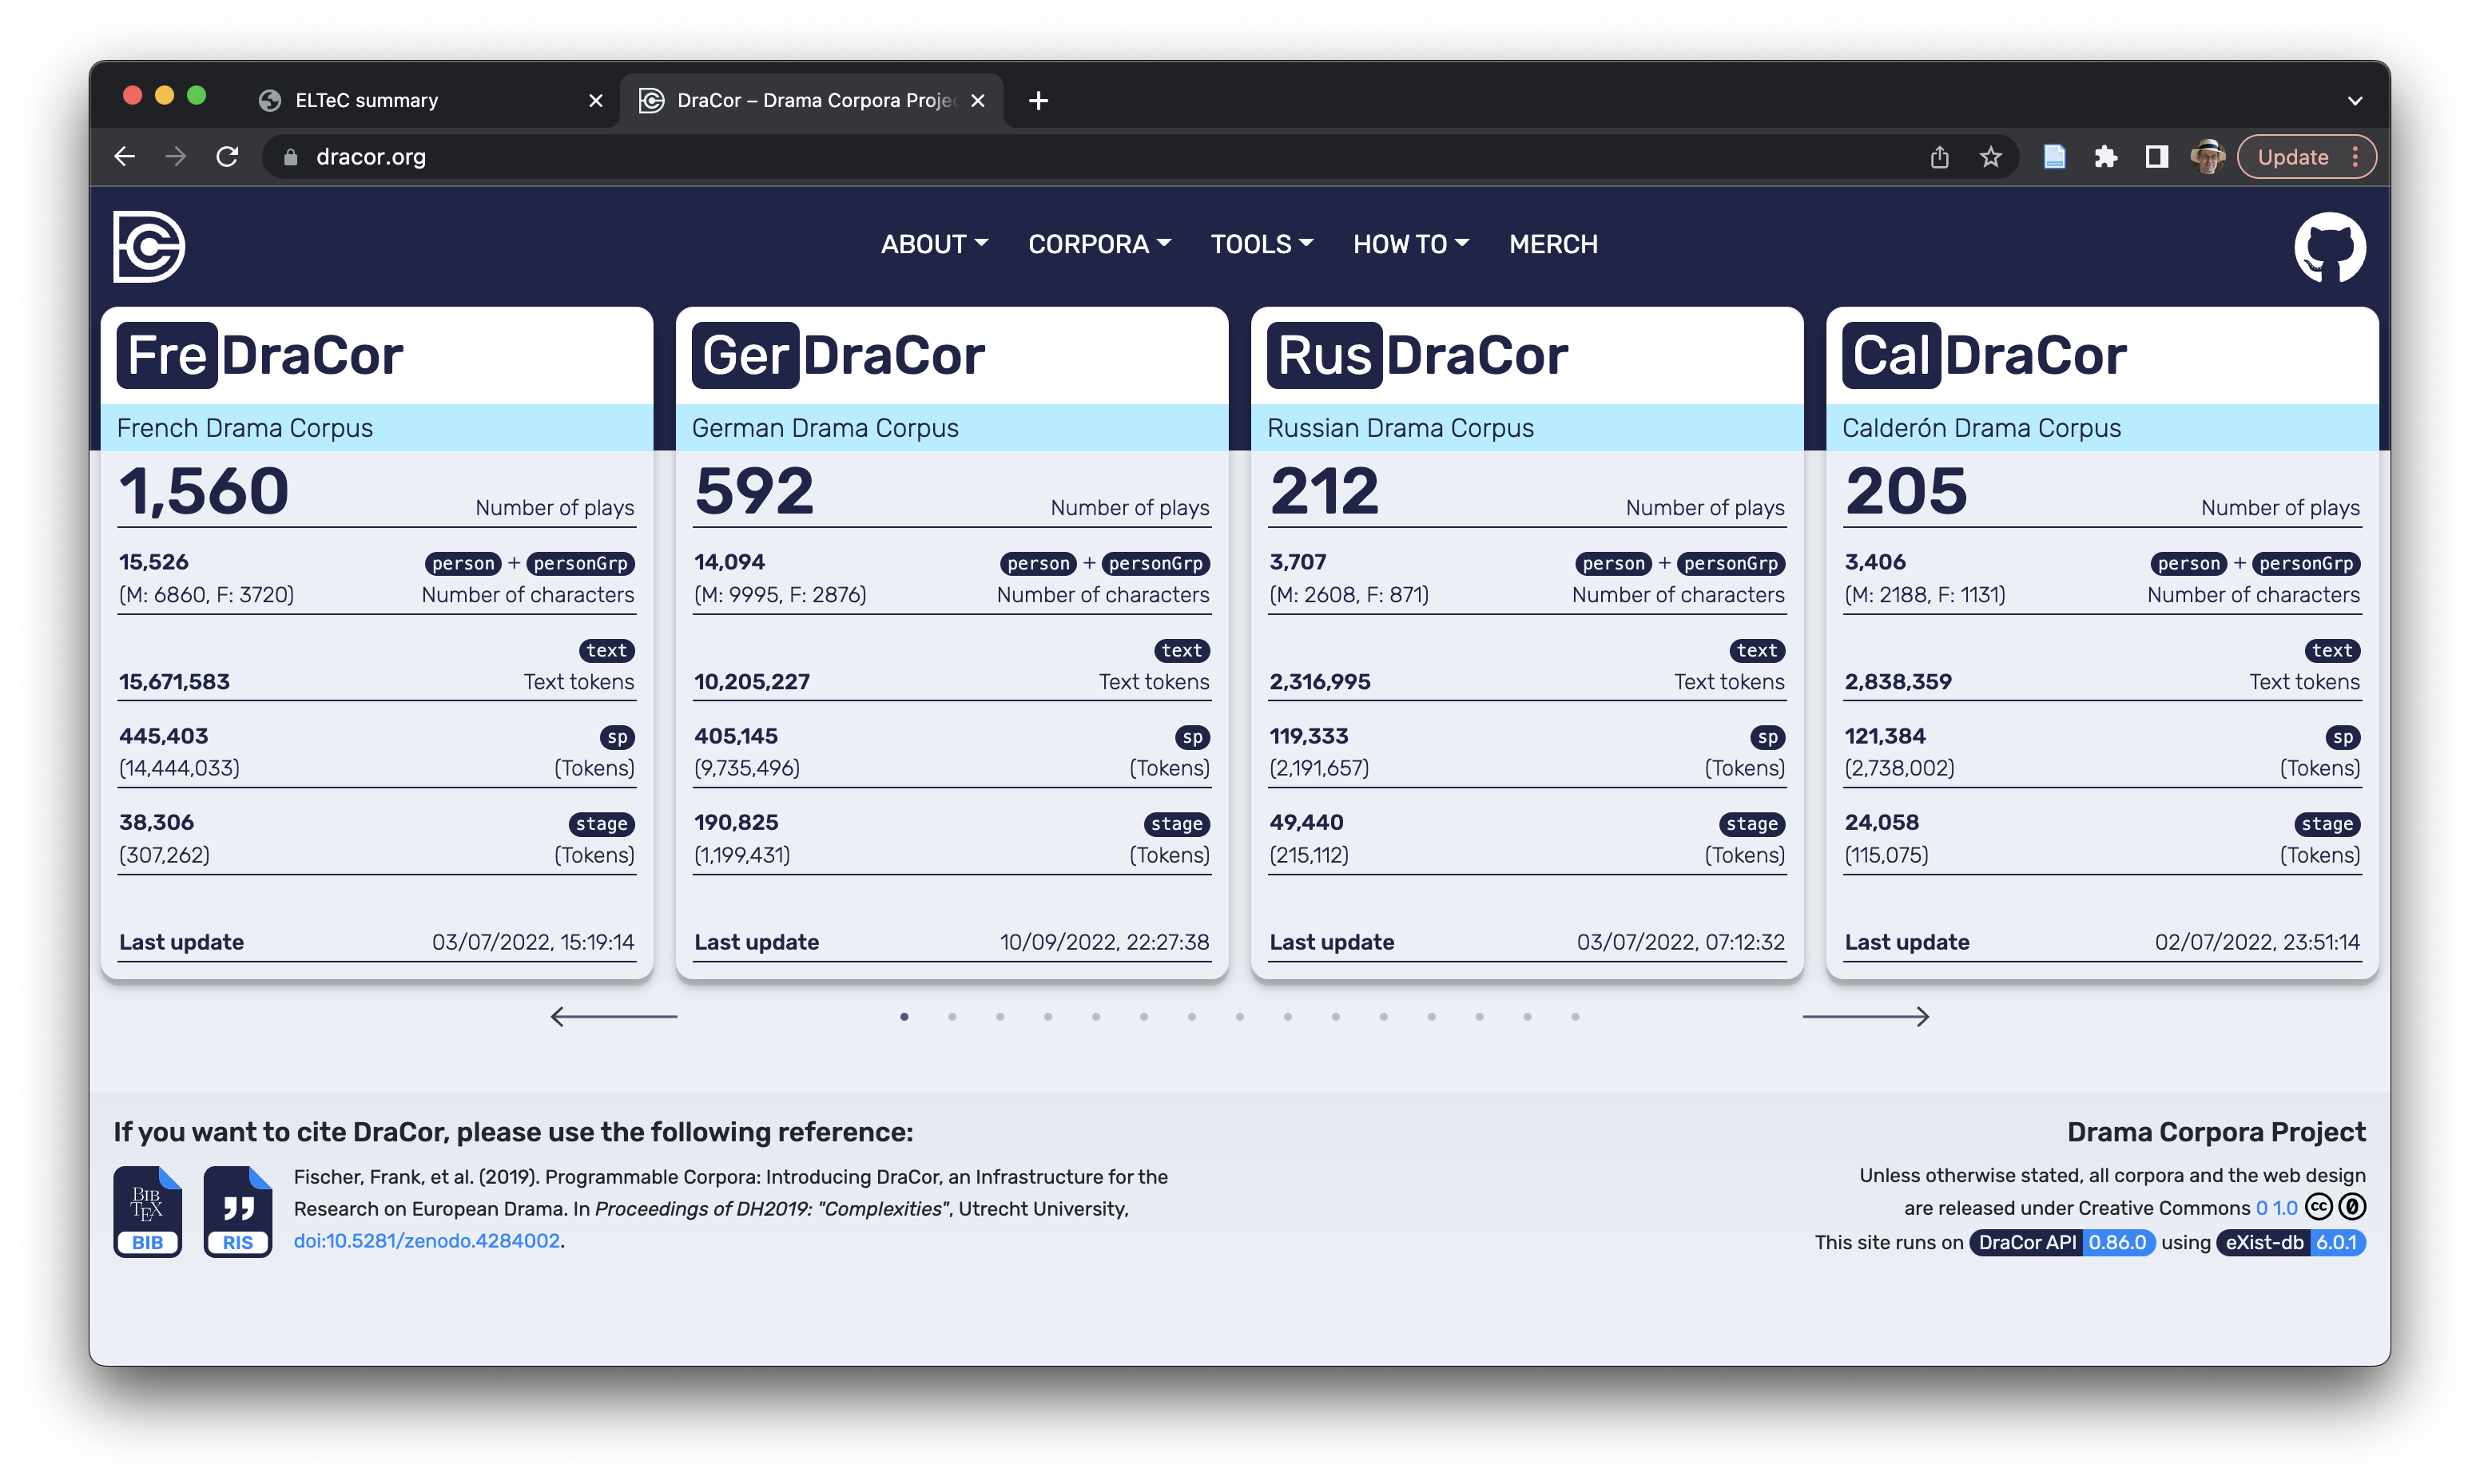 ELTeC summary
DraCor – Drama Corpora Proje
dracor.org
Update
ABOUT CORPORA TOOLS HOW TO MERCH
FreDraCor
French Drama Corpus
1,560 Number of plays
15,526 person + personGrp
(M: 6860, F: 3720) Number of characters
text
15,671,583 Text tokens
445,403 sp
(14,444,033) (Tokens)
38,306 stage
(307,262) (Tokens)
Last update 03/07/2022, 15:19:14
GerDraCor
German Drama Corpus
592 Number of plays
14,094 person + personGrp
(M: 9995, F: 2876) Number of characters
text
10,205,227 Text tokens
405,145 sp
(9,735,496) (Tokens)
190,825 stage
(1,199,431) (Tokens)
Last update 10/09/2022, 22:27:38
RusDraCor
Russian Drama Corpus
212 Number of plays
3,707 person + personGrp
(M: 2608, F: 871) Number of characters
text
2,316,995 Text tokens
119,333 sp
(2,191,657) (Tokens)
49,440 stage
(215,112) (Tokens)
Last update 03/07/2022, 07:12:32
CalDraCor
Calderón Drama Corpus
205 Number of plays
3,406 person + personGrp
(M: 2188, F: 1131) Number of characters
text
2,838,359 Text tokens
121,384 sp
(2,738,002) (Tokens)
24,058 stage
(115,075) (Tokens)
Last update 02/07/2022, 23:51:14
If you want to cite DraCor, please use the following reference:
BIB
TEX
BIB
RIS
Fischer, Frank, et al. (2019). Programmable Corpora: Introducing DraCor, an Infrastructure for the
Research on European Drama. In Proceedings of DH2019: "Complexities", Utrecht University,
doi:10.5281/zenodo.4284002.
Drama Corpora Project
Unless otherwise stated, all corpora and the web design
are released under Creative Commons 0 1.0 cc 0
This site runs on DraCor API 0.86.0 using eXist-db 6.0.1